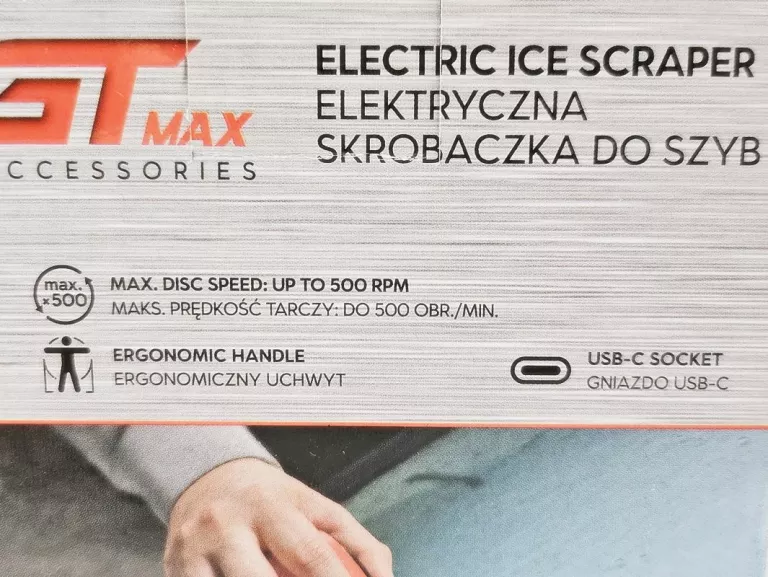 GT MAX
CCESSORIES
ELECTRIC ICE SCRAPER
ELEKTRYCZNA
SKROBACZKA DO SZYB
max.
x500
MAX. DISC SPEED: UP TO 500 RPM
MAKS. PRĘDKOŚĆ TARCZY: DO 500 OBR./MIN.
ERGONOMIC HANDLE
ERGONOMICZNY UCHWYT
USB-C SOCKET
GNIAZDO USB-C